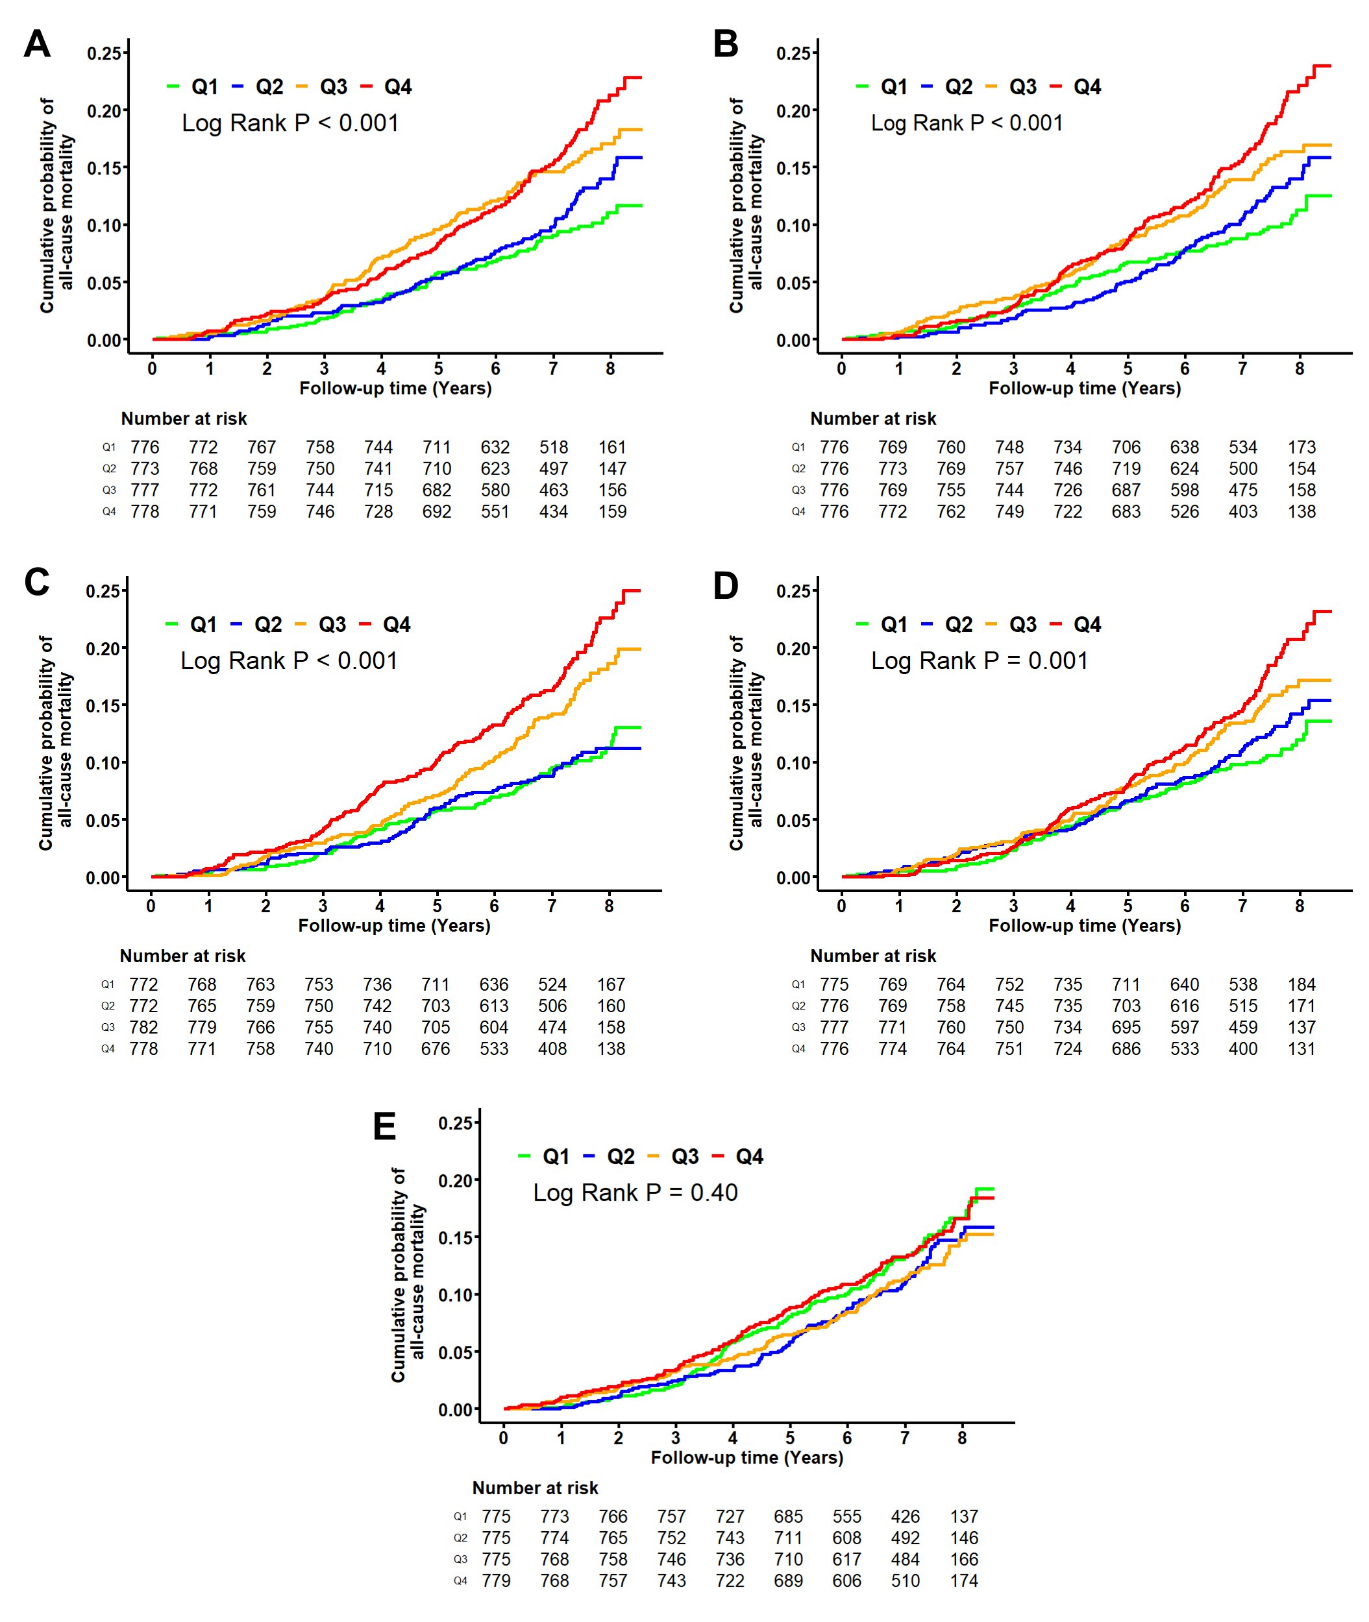 A
Cumulative probability of
all-cause mortality
0.25
0.20
0.15
0.10
0.05
0.00
Q1 Q2 Q3 Q4
Log Rank P < 0.001
0 1 2 3 4 5 6 7 8
Follow-up time (Years)
Number at risk
Q1 776 772 767 758 744 711 632 518 161
Q2 773 768 759 750 741 710 623 497 147
Q3 777 772 761 744 715 682 580 463 156
Q4 778 771 759 746 728 692 551 434 159
B
Cumulative probability of
all-cause mortality
0.25
0.20
0.15
0.10
0.05
0.00
Q1 Q2 Q3 Q4
Log Rank P < 0.001
0 1 2 3 4 5 6 7 8
Follow-up time (Years)
Number at risk
Q1 776 769 760 748 734 706 638 534 173
Q2 776 773 769 757 746 719 624 500 154
Q3 776 769 755 744 726 687 598 475 158
Q4 776 772 762 749 722 683 526 403 138
C
Cumulative probability of
all-cause mortality
0.25
0.20
0.15
0.10
0.05
0.00
Q1 Q2 Q3 Q4
Log Rank P < 0.001
0 1 2 3 4 5 6 7 8
Follow-up time (Years)
Number at risk
Q1 772 768 763 753 736 711 636 524 167
Q2 772 765 759 750 742 703 613 506 160
Q3 782 779 766 755 740 705 604 474 158
Q4 778 771 758 740 710 676 533 408 138
D
Cumulative probability of
all-cause mortality
0.25
0.20
0.15
0.10
0.05
0.00
Q1 Q2 Q3 Q4
Log Rank P = 0.001
0 1 2 3 4 5 6 7 8
Follow-up time (Years)
Number at risk
Q1 775 769 764 752 735 711 640 538 184
Q2 776 769 758 745 735 703 616 515 171
Q3 777 771 760 750 734 695 597 459 137
Q4 776 774 764 751 724 686 533 400 131
E
Cumulative probability of
all-cause mortality
0.25
0.20
0.15
0.10
0.05
0.00
Q1 Q2 Q3 Q4
Log Rank P = 0.40
0 1 2 3 4 5 6 7 8
Follow-up time (Years)
Number at risk
Q1 775 773 766 757 727 685 555 426 137
Q2 775 774 765 752 743 711 608 492 146
Q3 775 768 758 746 736 710 617 484 166
Q4 779 768 757 743 722 689 606 510 174